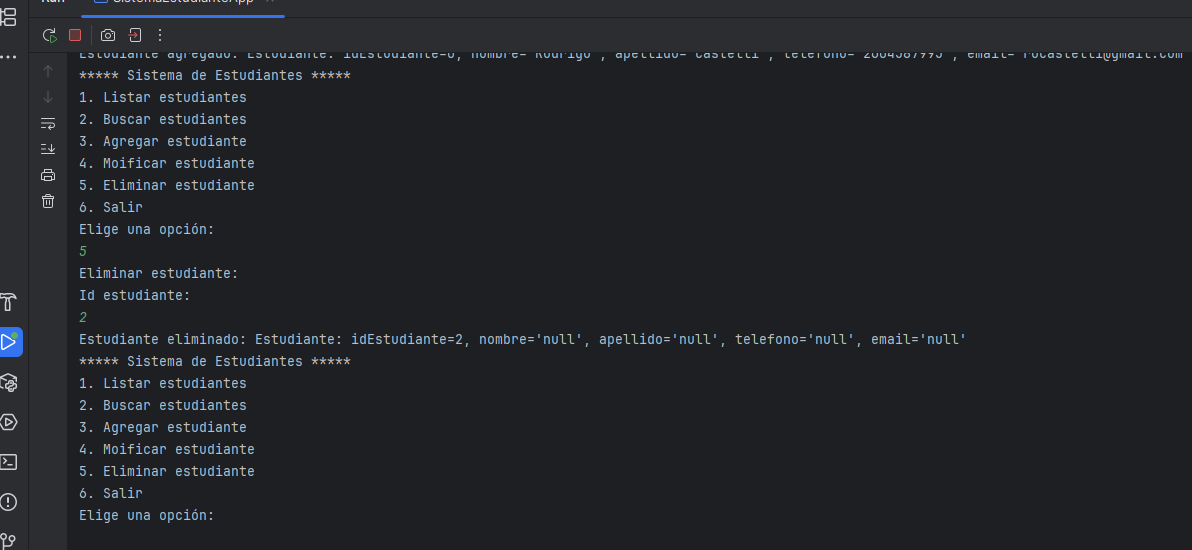 Run SistemaEstudianteApp
Estudiante agregado: Estudiante: idEstudiante=0, nombre='Rodrigo', apellido='Castelli', telefono='2604587995', email='rocastelli@gmail.com
***** Sistema de Estudiantes *****
1. Listar estudiantes
2. Buscar estudiantes
3. Agregar estudiante
4. Moificar estudiante
5. Eliminar estudiante
6. Salir
Elige una opción:
5
Eliminar estudiante:
Id estudiante:
2
Estudiante eliminado: Estudiante: idEstudiante=2, nombre='null', apellido='null', telefono='null', email='null'
***** Sistema de Estudiantes *****
1. Listar estudiantes
2. Buscar estudiantes
3. Agregar estudiante
4. Moificar estudiante
5. Eliminar estudiante
6. Salir
Elige una opción: